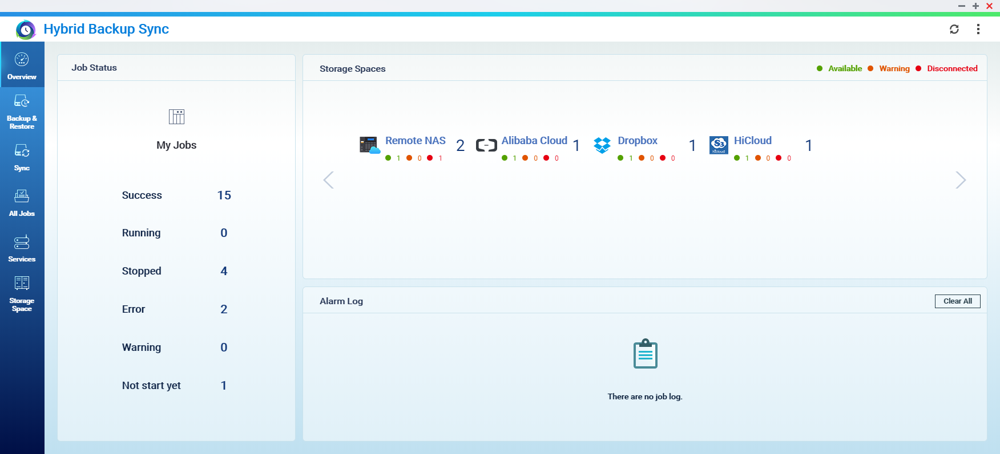 Hybrid Backup Sync
Overview
Backup &
Restore
Sync
All Jobs
Services
Storage
Space
Job Status
My Jobs
Success 15
Running 0
Stopped 4
Error 2
Warning 0
Not start yet 1
Storage Spaces
Available Warning Disconnected
Remote NAS 2
1 0 1
Alibaba Cloud 1
1 0 0
Dropbox 1
1 0 0
S3
hicloud
HiCloud 1
1 0 0
Alarm Log
Clear All
There are no job log.